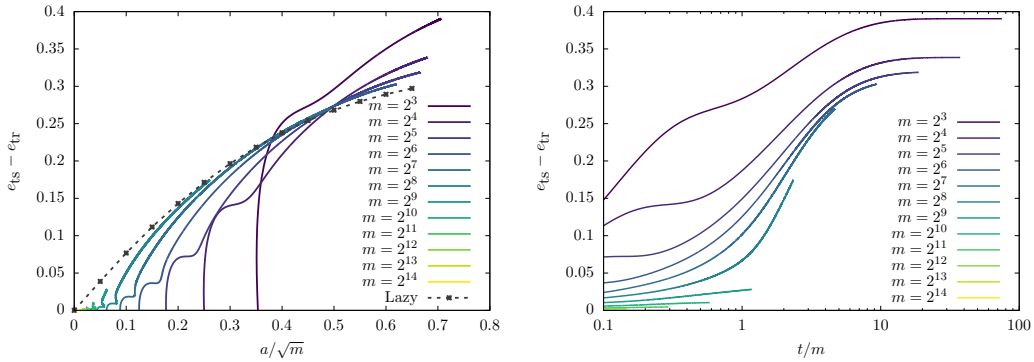 0.4
0.35
0.3
0.25
0.2
0.15
0.1
0.05
0
e_ts − e_tr
m = 2^3
m = 2^4
m = 2^5
m = 2^6
m = 2^7
m = 2^8
m = 2^9
m = 2^10
m = 2^11
m = 2^12
m = 2^13
m = 2^14
Lazy
0 0.1 0.2 0.3 0.4 0.5 0.6 0.7 0.8
a/√m
0.4
0.35
0.3
0.25
0.2
0.15
0.1
0.05
0
e_ts − e_tr
m = 2^3
m = 2^4
m = 2^5
m = 2^6
m = 2^7
m = 2^8
m = 2^9
m = 2^10
m = 2^11
m = 2^12
m = 2^13
m = 2^14
0.1 1 10 100
t/m